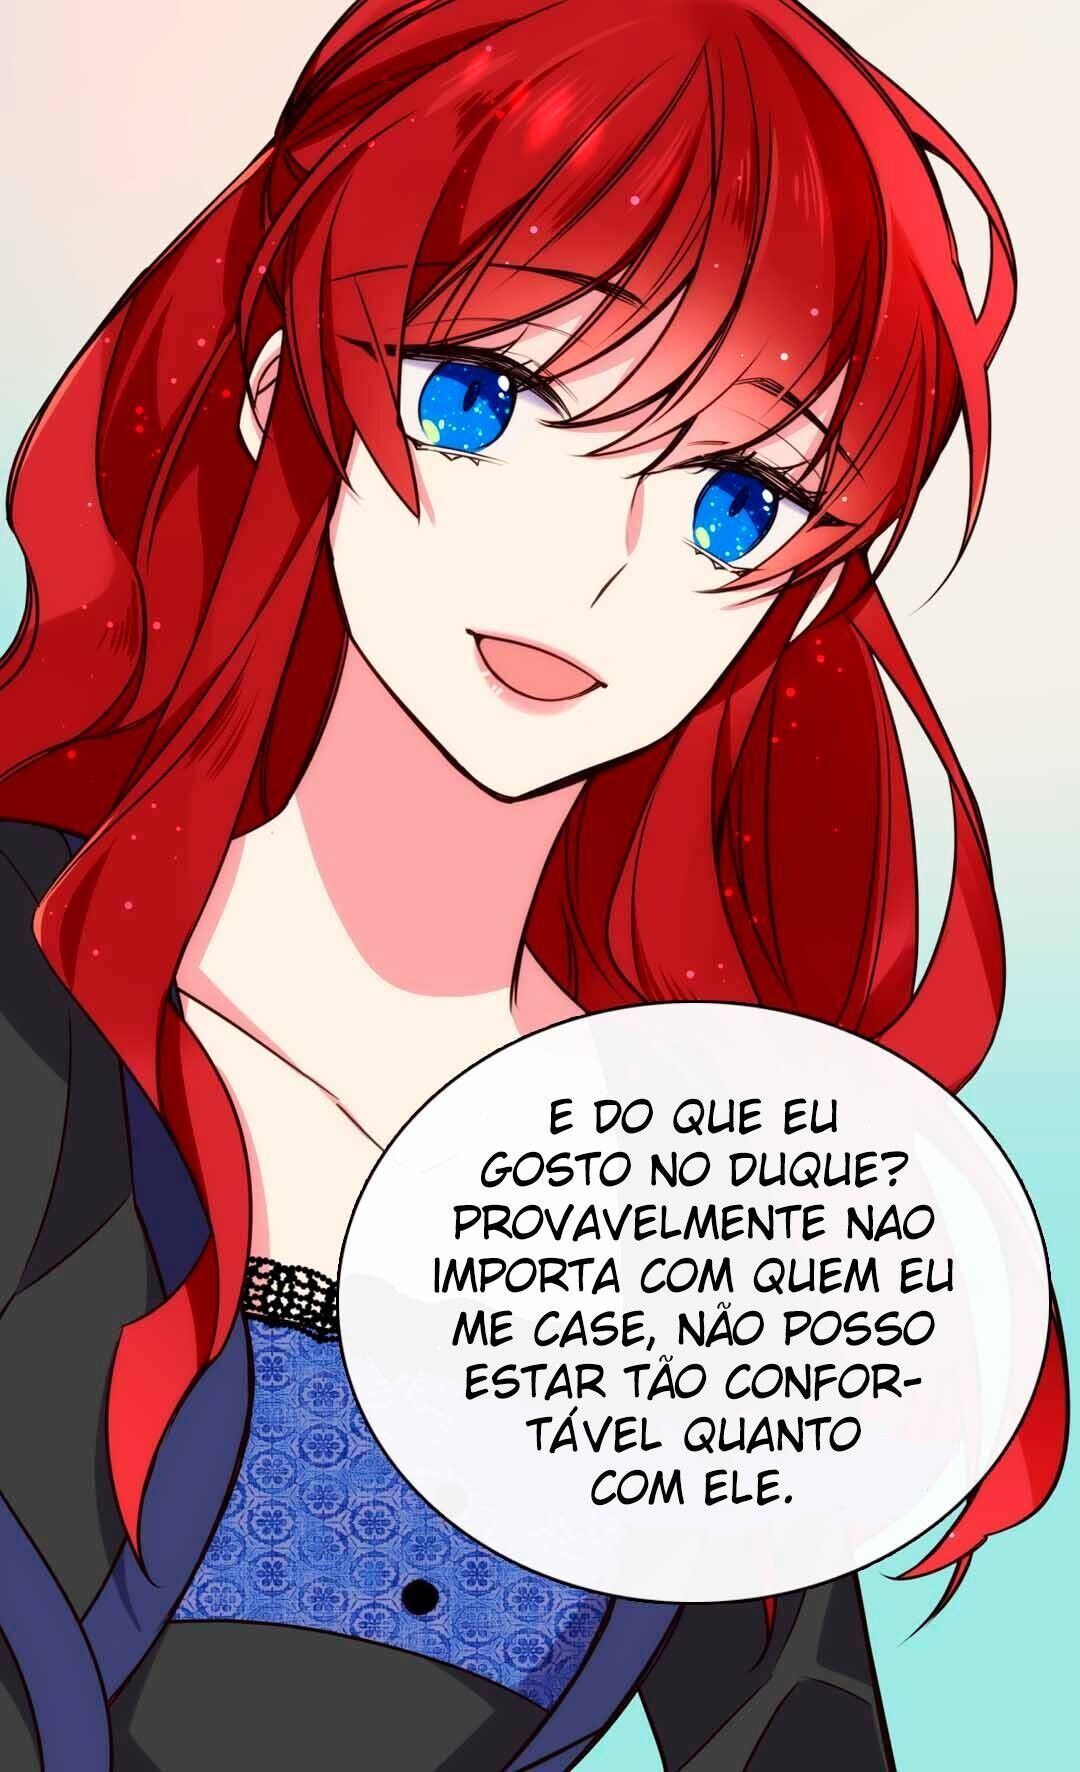 E DO QUE EU
GOSTO NO DUQUE?
PROVAVELMENTE NAO
IMPORTA COM QUEM EU
ME CASE, NÃO POSSO
ESTAR TÃO CONFOR-
TÁVEL QUANTO
COM ELE.